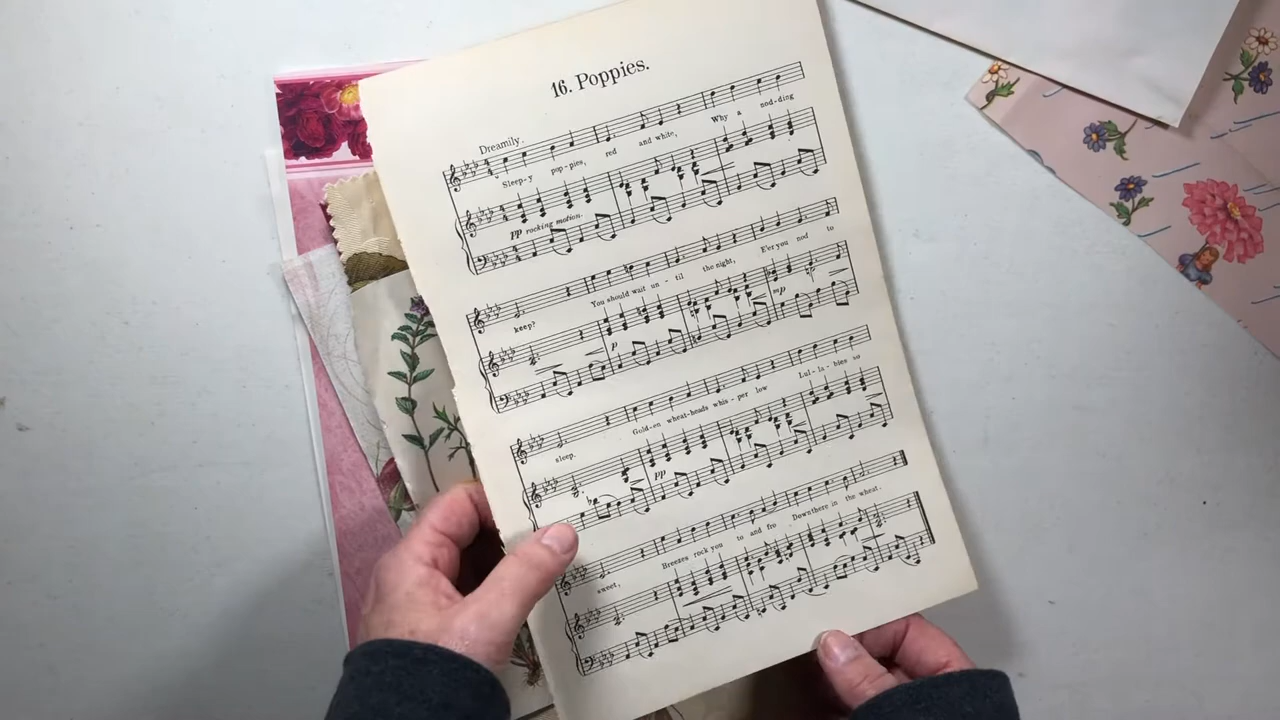 16. Poppies.
Dreamily.
Sleep-y pop-pies, red and white, Why a nod-ding
pp rocking motion.
keep? You should wait un - til the night, E'er you nod to
p mp
sleep. Gold-en wheat-heads whis - per low Lul - la - bies so
pp
sweet, Breezes rock you to and fro Down there in the wheat.